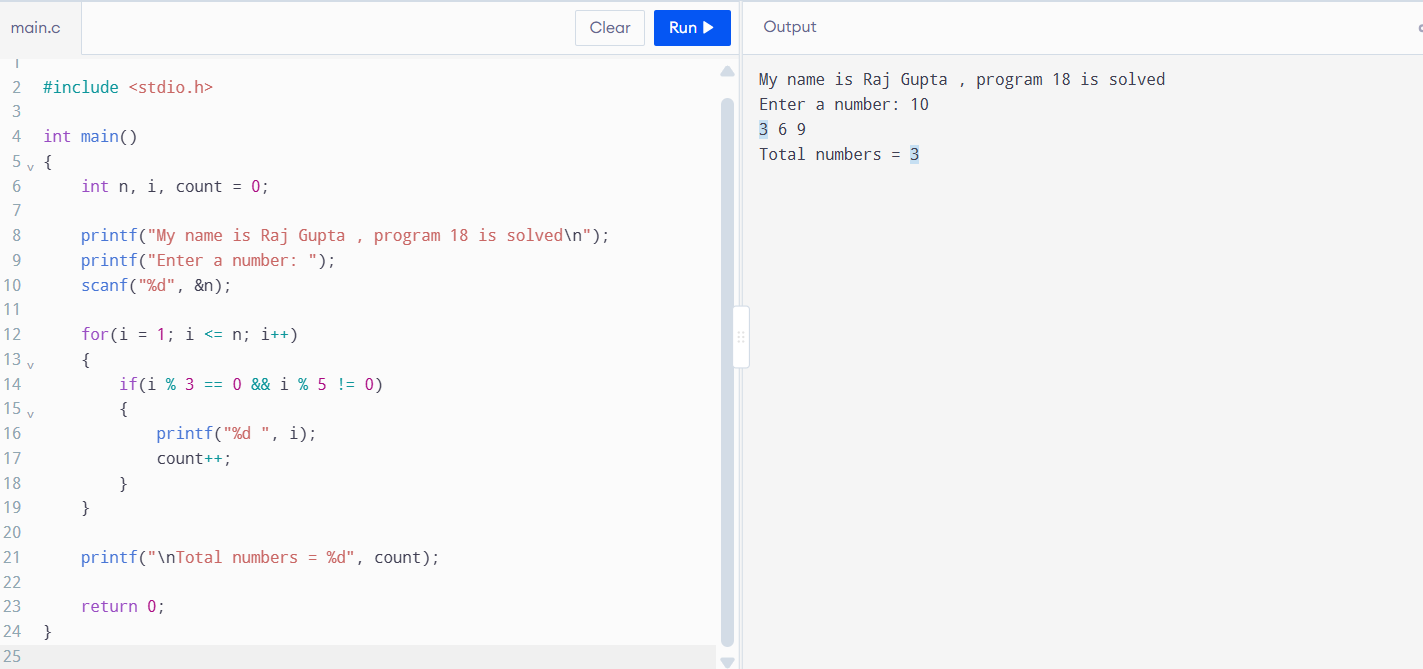 main.c
Clear
Run
Output
1
2 #include <stdio.h>
3
4 int main()
5 {
6 int n, i, count = 0;
7
8 printf("My name is Raj Gupta , program 18 is solved\n");
9 printf("Enter a number: ");
10 scanf("%d", &n);
11
12 for(i = 1; i <= n; i++)
13 {
14 if(i % 3 == 0 && i % 5 != 0)
15 {
16 printf("%d ", i);
17 count++;
18 }
19 }
20
21 printf("\nTotal numbers = %d", count);
22
23 return 0;
24 }
25
My name is Raj Gupta , program 18 is solved
Enter a number: 10
3 6 9
Total numbers = 3